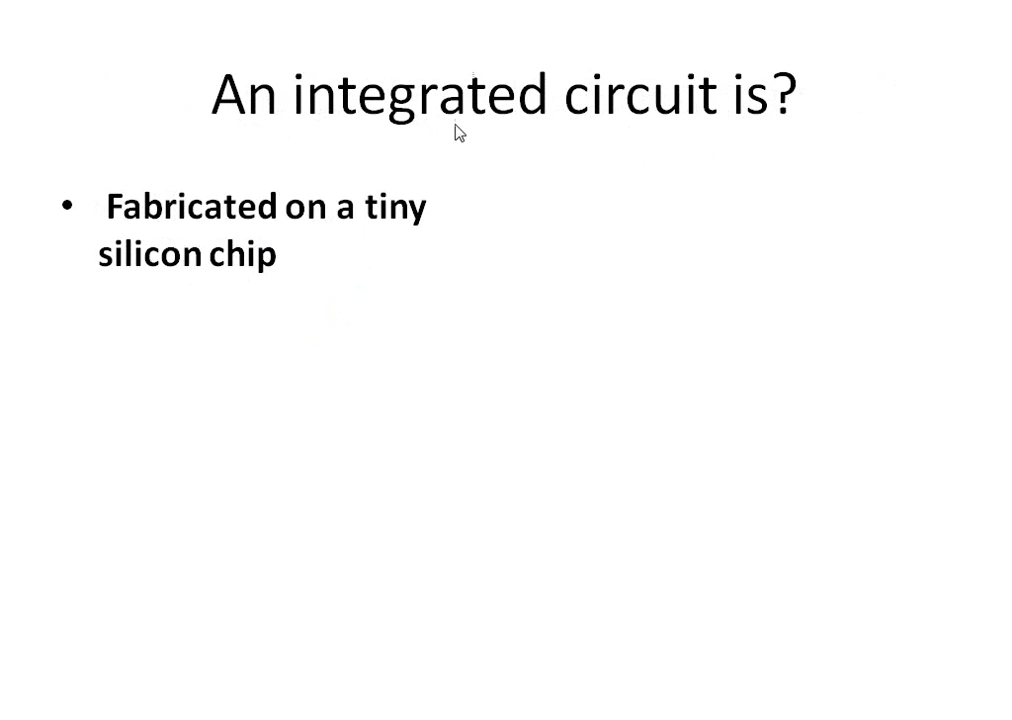 An integrated circuit is?
• Fabricated on a tiny
silicon chip